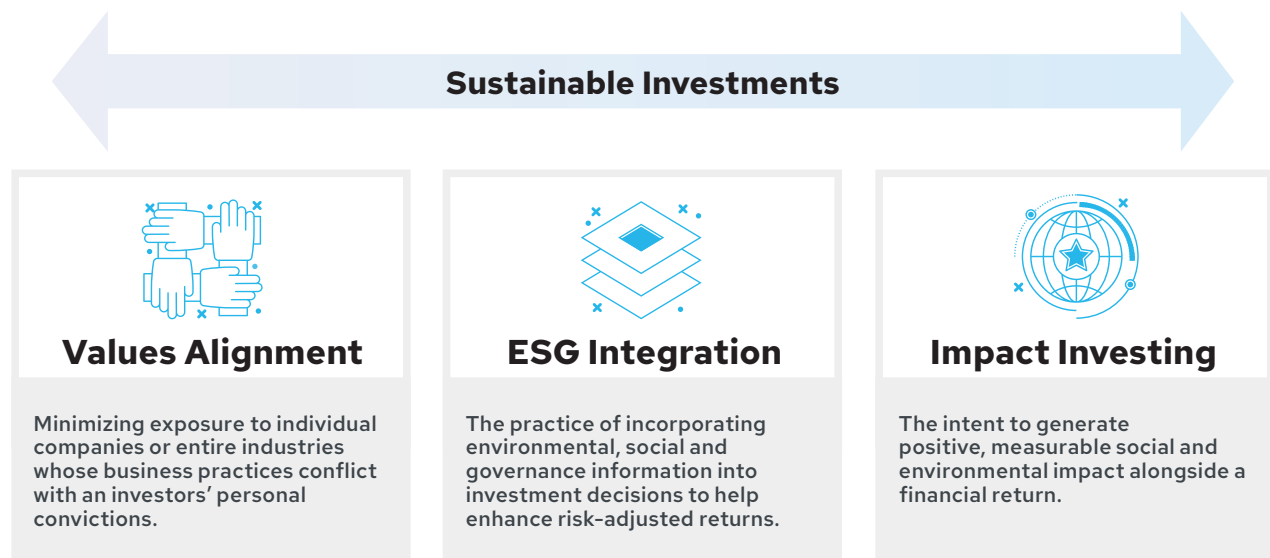 Sustainable Investments
Values Alignment
Minimizing exposure to individual
companies or entire industries
whose business practices conflict
with an investors’ personal
convictions.
ESG Integration
The practice of incorporating
environmental, social and
governance information into
investment decisions to help
enhance risk-adjusted returns.
Impact Investing
The intent to generate
positive, measurable social and
environmental impact alongside a
financial return.